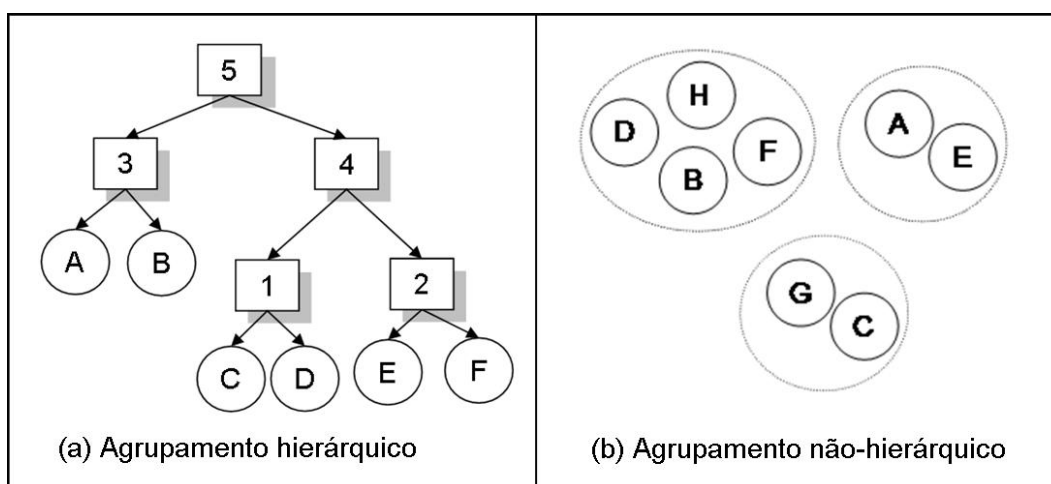 5
3 4
A B
1 2
C D E F
(a) Agrupamento hierárquico
H
D
F
B
A
E
G
C
(b) Agrupamento não-hierárquico